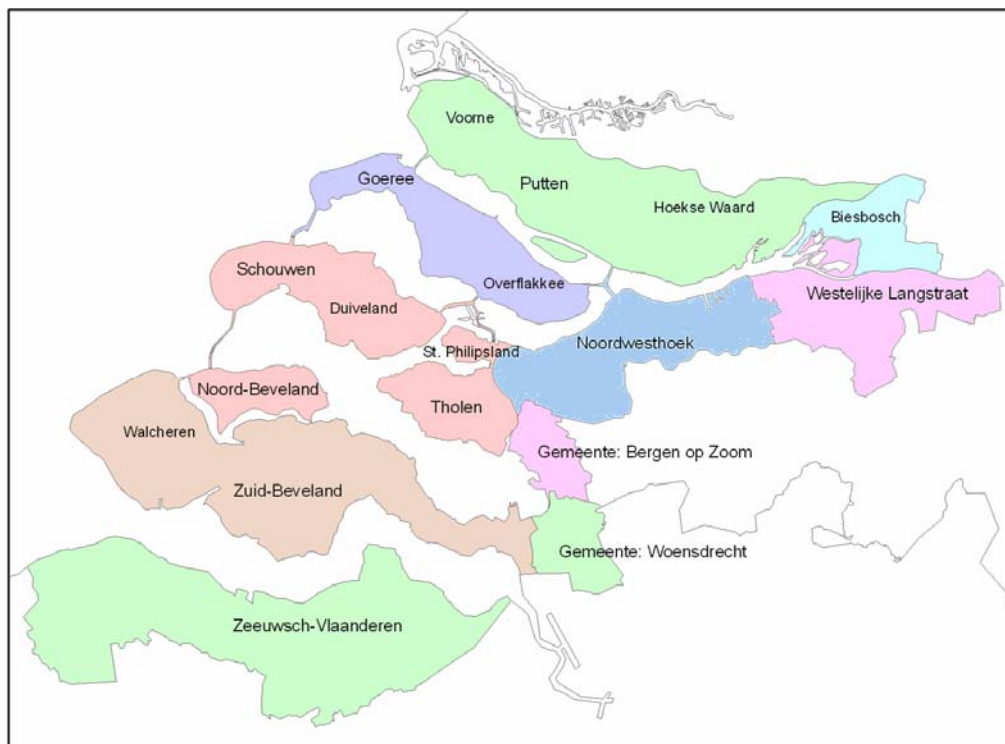 Voorne
Goeree
Putten
Hoekse Waard
Biesbosch
Schouwen
Overflakkee
Westelijke Langstraat
Duiveland
St. Philipsland
Noordwesthoek
Noord-Beveland
Tholen
Walcheren
Gemeente: Bergen op Zoom
Zuid-Beveland
Gemeente: Woensdrecht
Zeeuwsch-Vlaanderen